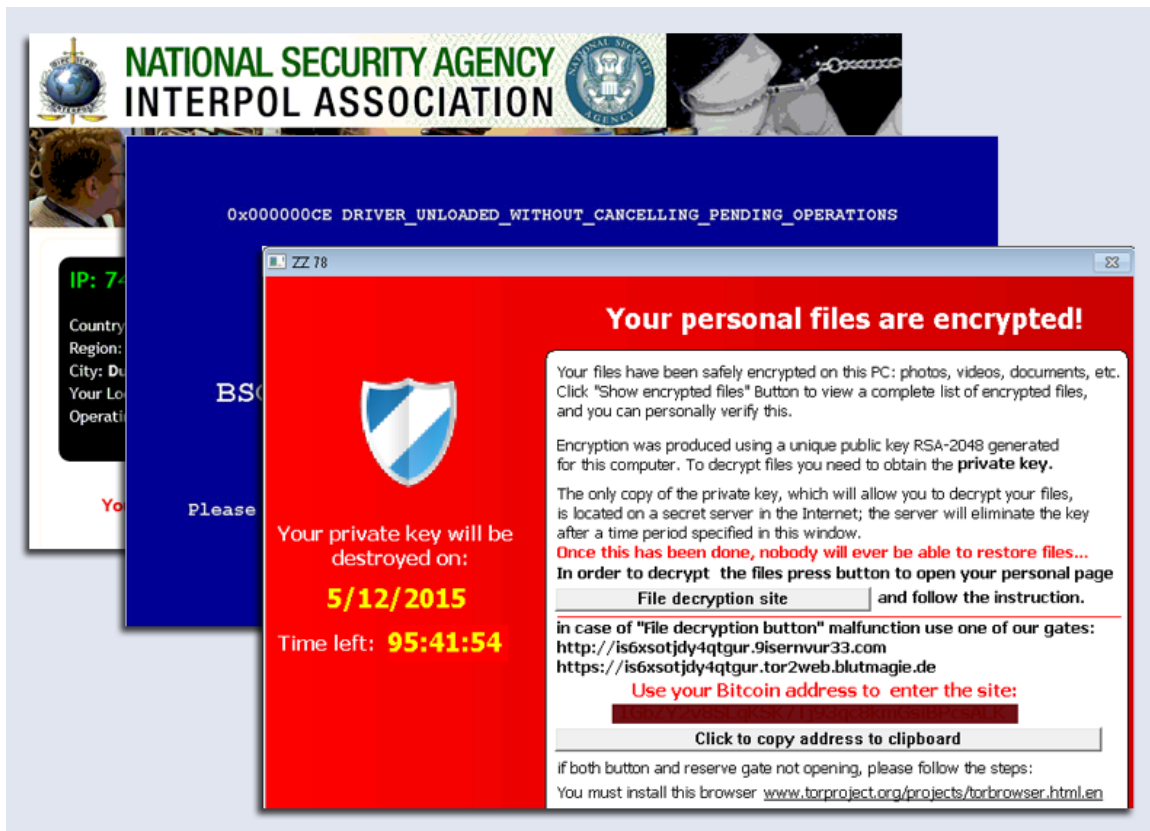 NATIONAL SECURITY AGENCY
INTERPOL ASSOCIATION
IP: 74
Country
Region:
City: Du
Your Lo
Operati
Yo
0x000000CE DRIVER_UNLOADED_WITHOUT_CANCELLING_PENDING_OPERATIONS
BSO
Please
ZZ 78
Your private key will be
destroyed on:
5/12/2015
Time left: 95:41:54
Your personal files are encrypted!
Your files have been safely encrypted on this PC: photos, videos, documents, etc.
Click "Show encrypted files" Button to view a complete list of encrypted files,
and you can personally verify this.
Encryption was produced using a unique public key RSA-2048 generated
for this computer. To decrypt files you need to obtain the private key.
The only copy of the private key, which will allow you to decrypt your files,
is located on a secret server in the Internet; the server will eliminate the key
after a time period specified in this window.
Once this has been done, nobody will ever be able to restore files...
In order to decrypt the files press button to open your personal page
File decryption site and follow the instruction.
in case of "File decryption button" malfunction use one of our gates:
http://is6xsotjdy4qtgur.9isernvur33.com
https://is6xsotjdy4qtgur.tor2web.blutmagie.de
Use your Bitcoin address to enter the site:
Click to copy address to clipboard
if both button and reserve gate not opening, please follow the steps:
You must install this browser www.torproject.org/projects/torbrowser.html.en